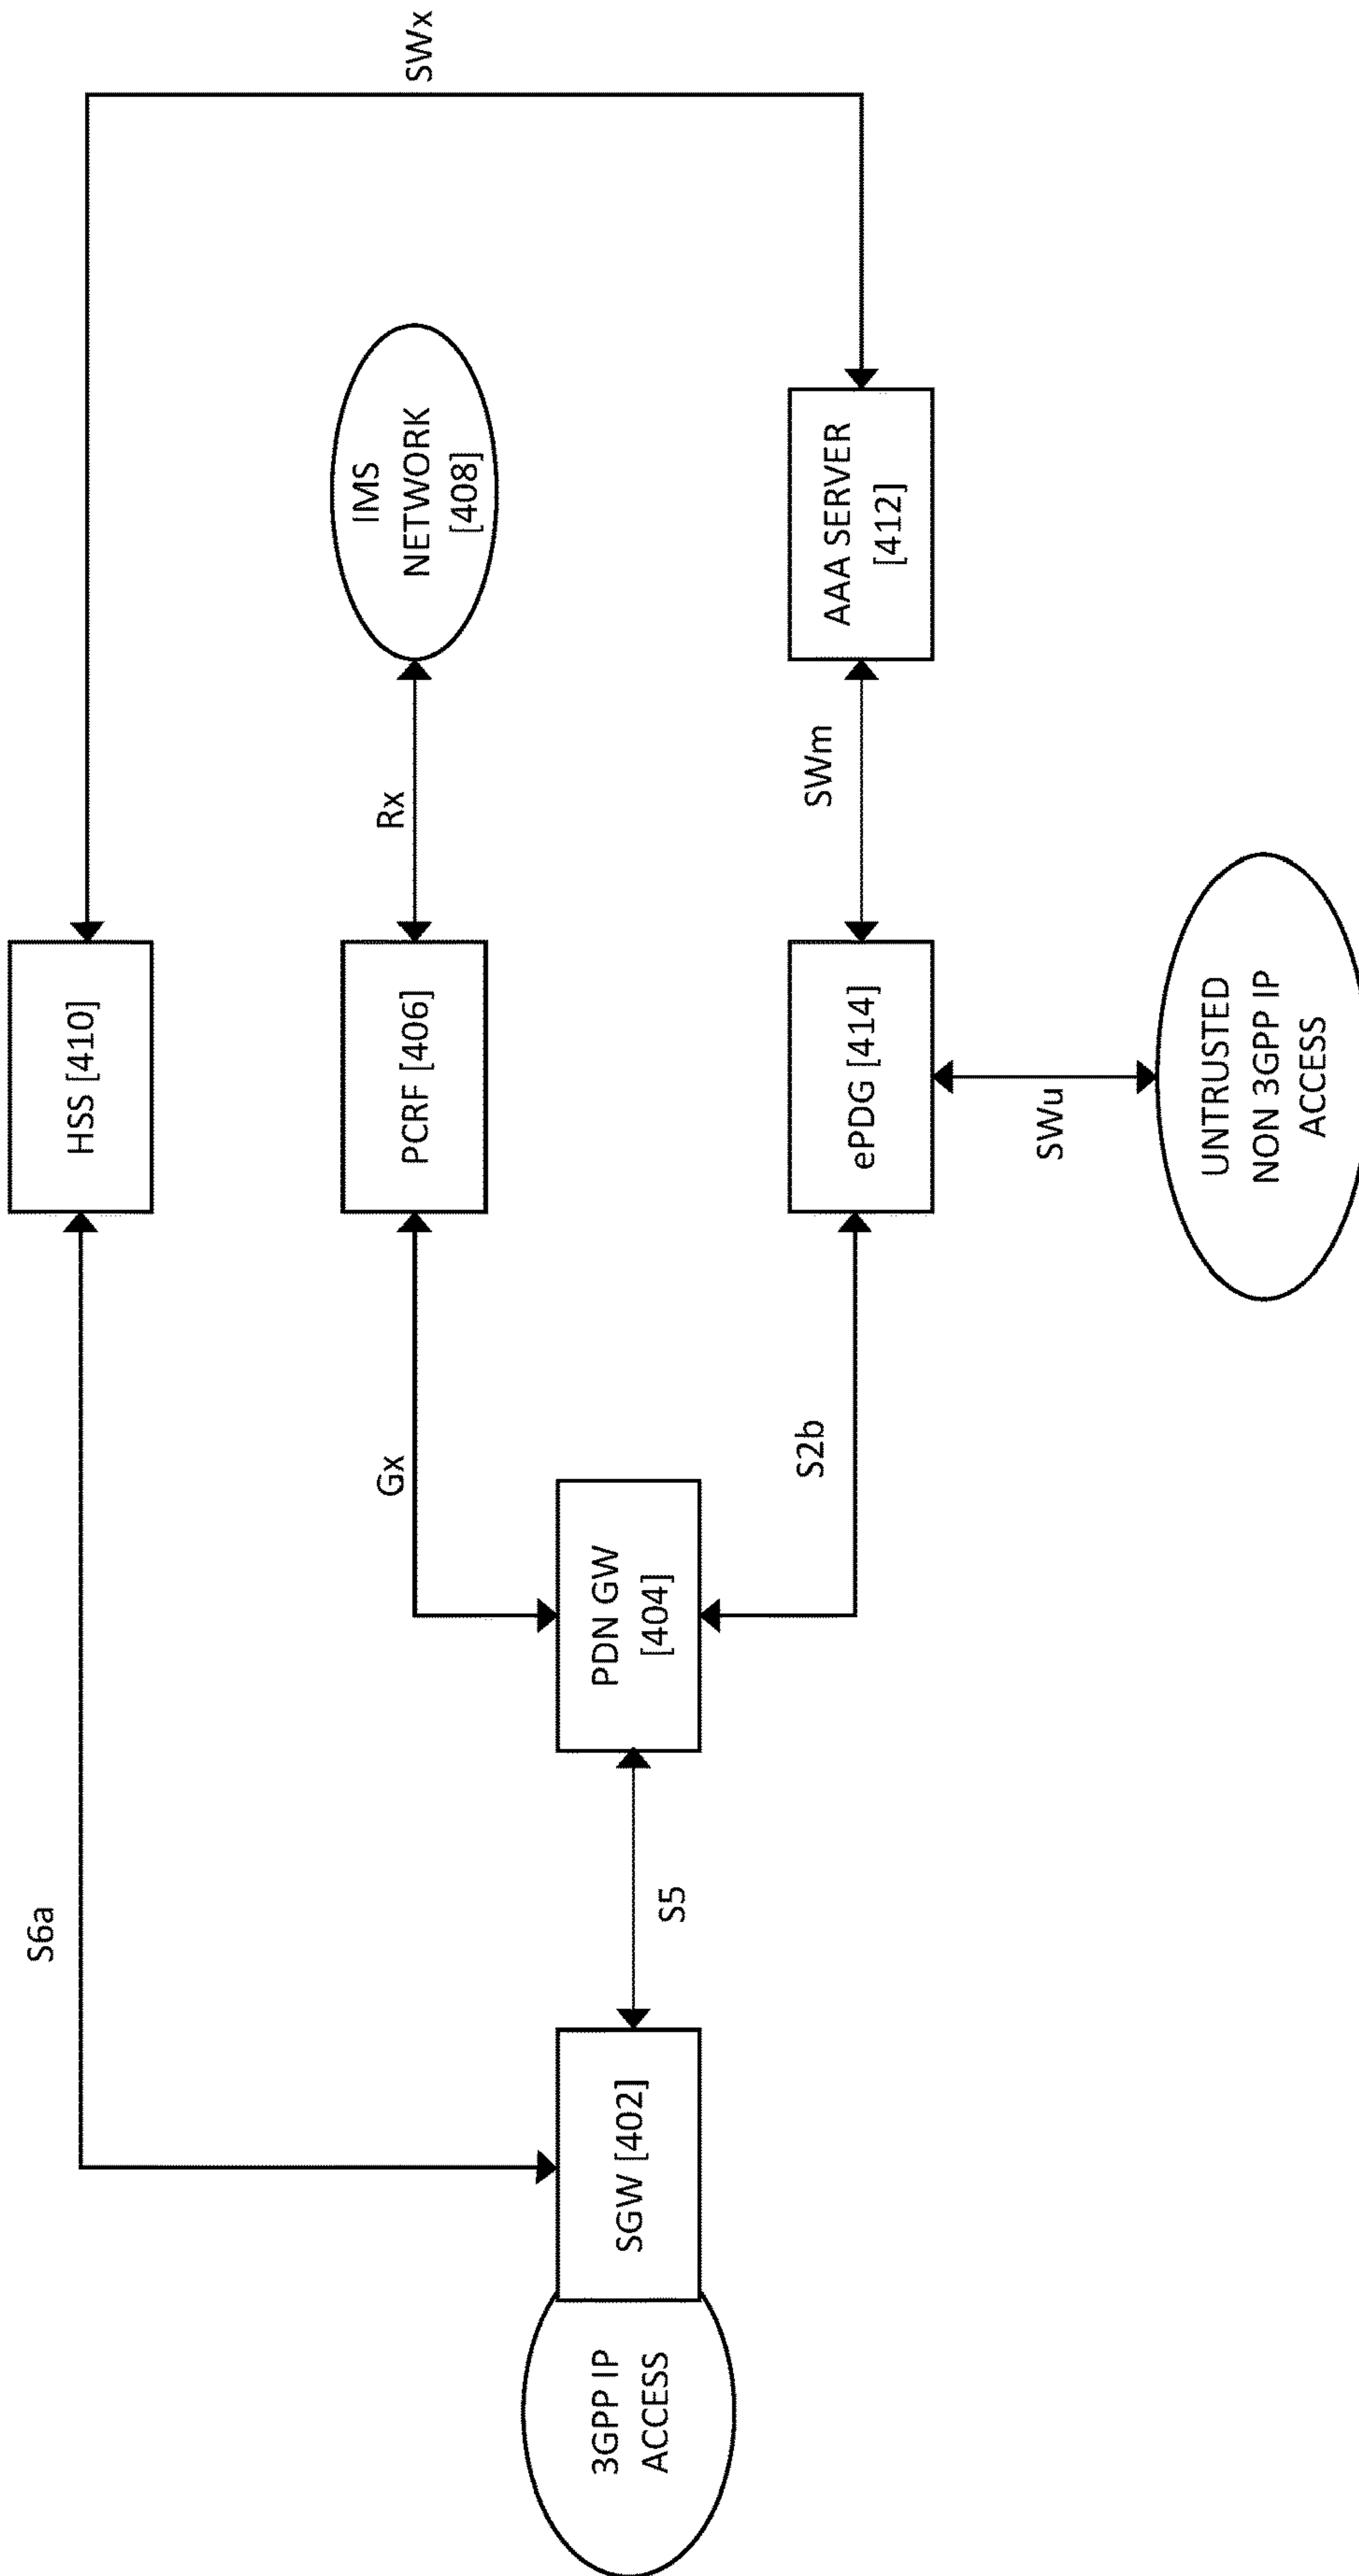 SWx
HSS [410]
S6a
IMS
NETWORK
[408]
Rx
PCRF [406]
Gx
PDN GW
[404]
S5
SGW [402]
3GPP IP
ACCESS
AAA SERVER
[412]
SWm
ePDG [414]
S2b
SWu
UNTRUSTED
NON 3GPP IP
ACCESS